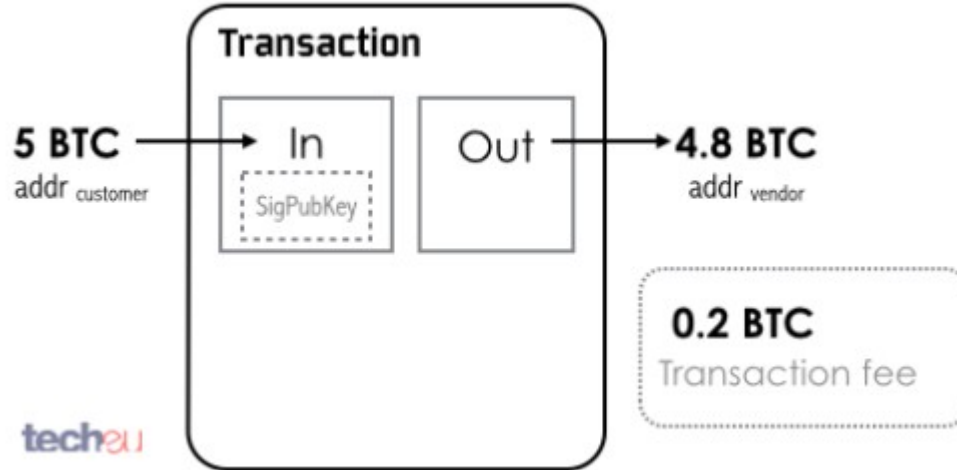 Transaction
5 BTC
addr customer
In
SigPubKey
Out
4.8 BTC
addr vendor
0.2 BTC
Transaction fee
techeu